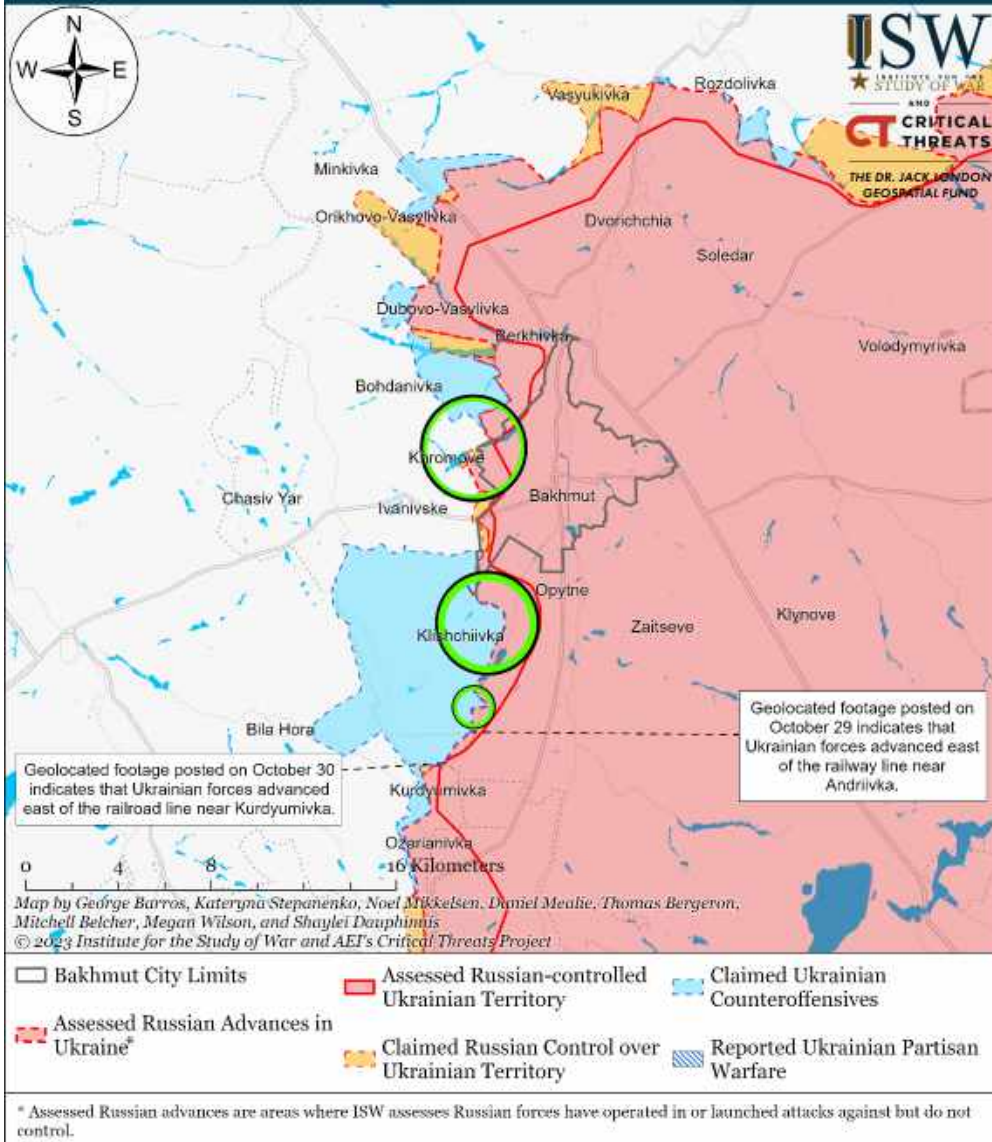 N
W E
S
ISW
INSTITUTE FOR THE
STUDY OF WAR
AND
CRITICAL
THREATS
THE DR. JACK LONDON
GEOSPATIAL FUND
Vasyukivka
Rozdolivka
Minkivka
Orikhovo-Vasylivka
Dvorichchia
Soledar
Dubovo-Vasylivka
Berkhivka
Volodymyrivka
Bohdanivka
Khromove
Chasiv Yar
Ivanivske
Bakhmut
Opytne
Klishchiivka
Zaitseve
Klynove
Bila Hora
Geolocated footage posted on
October 29 indicates that
Ukrainian forces advanced east
of the railway line near
Andriivka.
Geolocated footage posted on October 30
indicates that Ukrainian forces advanced
east of the railroad line near Kurdyumivka.
Kurdyumivka
Ozarianivka
0 4 8 16 Kilometers
Map by George Barros, Kateryna Stepanenko, Noel Mikkelsen, Daniel Mealie, Thomas Bergeron,
Mitchell Belcher, Megan Wilson, and Shaylei Dauphinnis
© 2023 Institute for the Study of War and AEI's Critical Threats Project
Bakhmut City Limits
Assessed Russian Advances in
Ukraine*
Assessed Russian-controlled
Ukrainian Territory
Claimed Russian Control over
Ukrainian Territory
Claimed Ukrainian
Counteroffensives
Reported Ukrainian Partisan
Warfare
* Assessed Russian advances are areas where ISW assesses Russian forces have operated in or launched attacks against but do not
control.